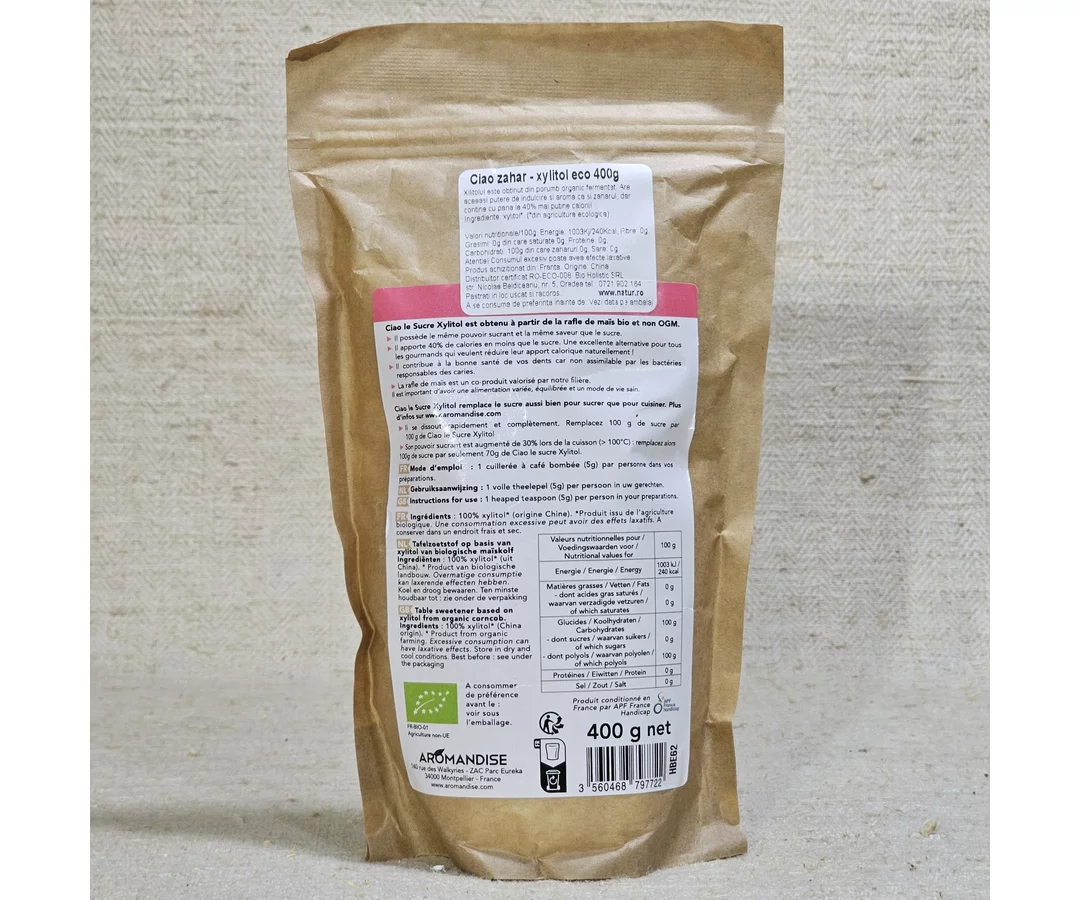 Ciao zahar - xylitol eco 400g
Xilitolul este obtinut din porumb organic fermentat. Are
aceeasi putere de indulcire si aroma ca si zaharul, dar
contine cu pana la 40% mai putine calorii!
Ingrediente: xylitol* (*din agricultura ecologica)
Valori nutritionale/100g: Energie: 1003Kj/240Kcal, Fibre: 0g,
Grasimi: 0g din care saturate 0g, Proteine: 0g,
Carbohidrati: 100g din care zaharuri 0g, Sare: 0g.
Atentie! Consumul excesiv poate avea efecte laxative.
Produs achizitionat din: Franta. Origine: China
Distribuitor certificat RO-ECO-008: Bio Holistic SRL
str. Nicolae Beldiceanu, nr. 5, Oradea tel.: 0721 902 164
Pastrati in loc uscat si racoros. www.natur.ro
A se consuma de preferinta inainte de: Vezi data pe ambalaj
Ciao le Sucre Xylitol est obtenu à partir de la rafle de maïs bio et non OGM.
▶ Il possède le même pouvoir sucrant et la même saveur que le sucre.
▶ Il apporte 40% de calories en moins que le sucre. Une excellente alternative pour tous
les gourmands qui veulent réduire leur apport calorique naturellement !
▶ Il contribue à la bonne santé de vos dents car non assimilable par les bactéries
responsables des caries.
▶ La rafle de maïs est un co-produit valorisé par notre filière.
Il est important d'avoir une alimentation variée, équilibrée et un mode de vie sain.
Ciao le Sucre Xylitol remplace le sucre aussi bien pour sucrer que pour cuisiner. Plus
d'infos sur www.aromandise.com
▶ Il se dissout rapidement et complètement. Remplacez 100 g de sucre par
100 g de Ciao le Sucre Xylitol
▶ Son pouvoir sucrant est augmenté de 30% lors de la cuisson (> 100°C) : remplacez alors
100g de sucre par seulement 70g de Ciao le sucre Xylitol.
FR Mode d'emploi : 1 cuillerée à café bombée (5g) par personne dans vos
préparations.
NL Gebruiksaanwijzing : 1 volle theelepel (5g) per persoon in uw gerechten.
GB Instructions for use : 1 heaped teaspoon (5g) per person in your preparations.
FR Ingrédients : 100% xylitol* (origine Chine). *Produit issu de l'agriculture
biologique. Une consommation excessive peut avoir des effets laxatifs. A
conserver dans un endroit frais et sec.
NL Tafelzoetstof op basis van
xylitol van biologische maïskolf
Ingrediënten : 100% xylitol* (uit
China). * Product van biologische
landbouw. Overmatige consumptie
kan laxerende effecten hebben.
Koel en droog bewaren. Ten minste
houdbaar tot : zie onder de verpakking
GB Table sweetener based on
xylitol from organic corncob.
Ingredients : 100% xylitol* (China
origin). * Product from organic
farming. Excessive consumption can
have laxative effects. Store in dry and
cool conditions. Best before : see under
the packaging
Valeurs nutritionnelles pour /
Voedingswaarden voor /
Nutritional values for
100 g
Energie / Energie / Energy
1003 kJ /
240 kcal
Matières grasses / Vetten / Fats
0 g
- dont acides gras saturés /
waarvan verzadigde vetzuren /
of which saturates
0 g
Glucides / Koolhydraten /
Carbohydrates
100 g
- dont sucres / waarvan suikers /
of which sugars
0 g
- dont polyols / waarvan polyolen /
of which polyols
100 g
Protéines / Eiwitten / Protein
0 g
Sel / Zout / Salt
0 g
FR-BIO-01
Agriculture non-UE
A consommer
de préférence
avant le :
voir sous
l'emballage.
Produit conditionné en
France par APF France
Handicap
APF
France
handicap
400 g net
AROMANDISE
140 rue des Walkyries - ZAC Parc Eureka
34000 Montpellier - France
www.aromandise.com
3 560468 797722
HBE62